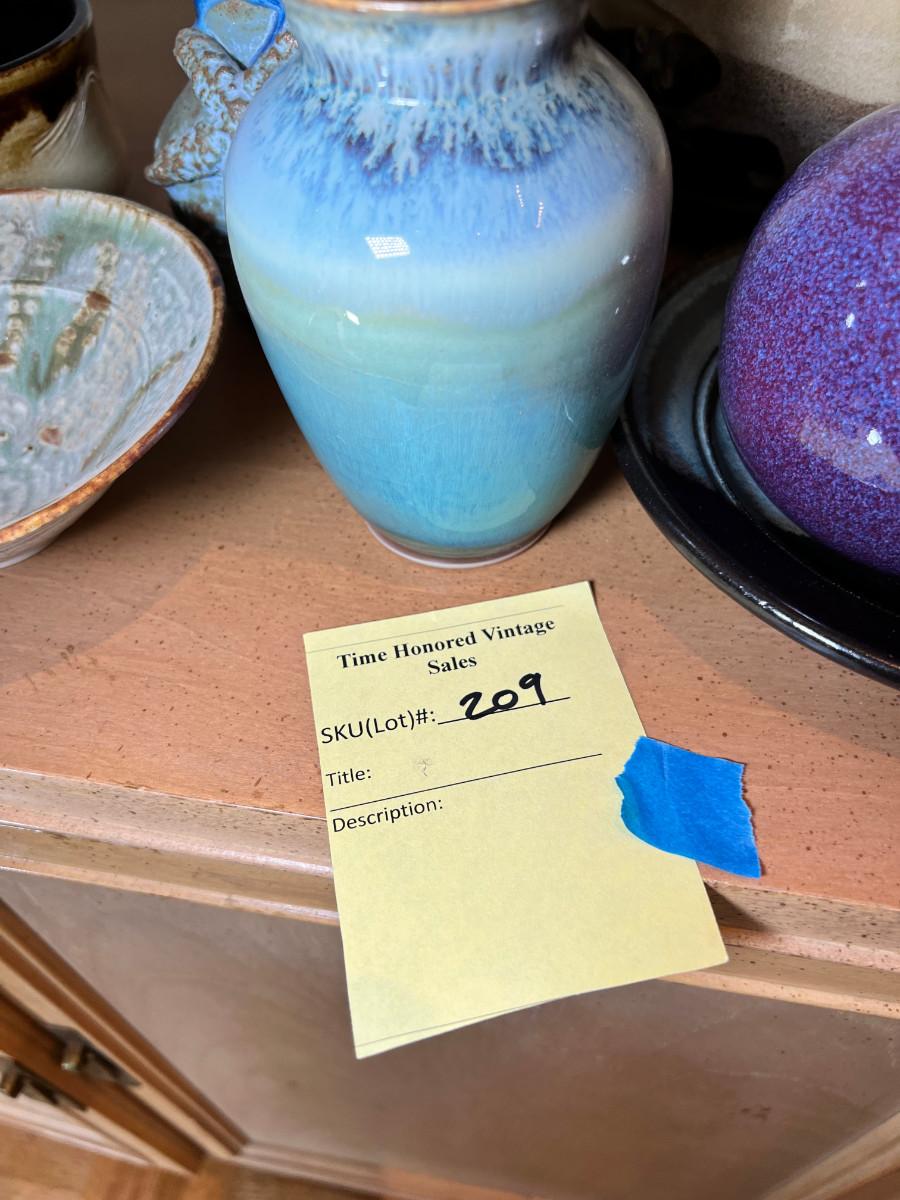 Time Honored Vintage
Sales
SKU(Lot)#: 209
Title:
Description: